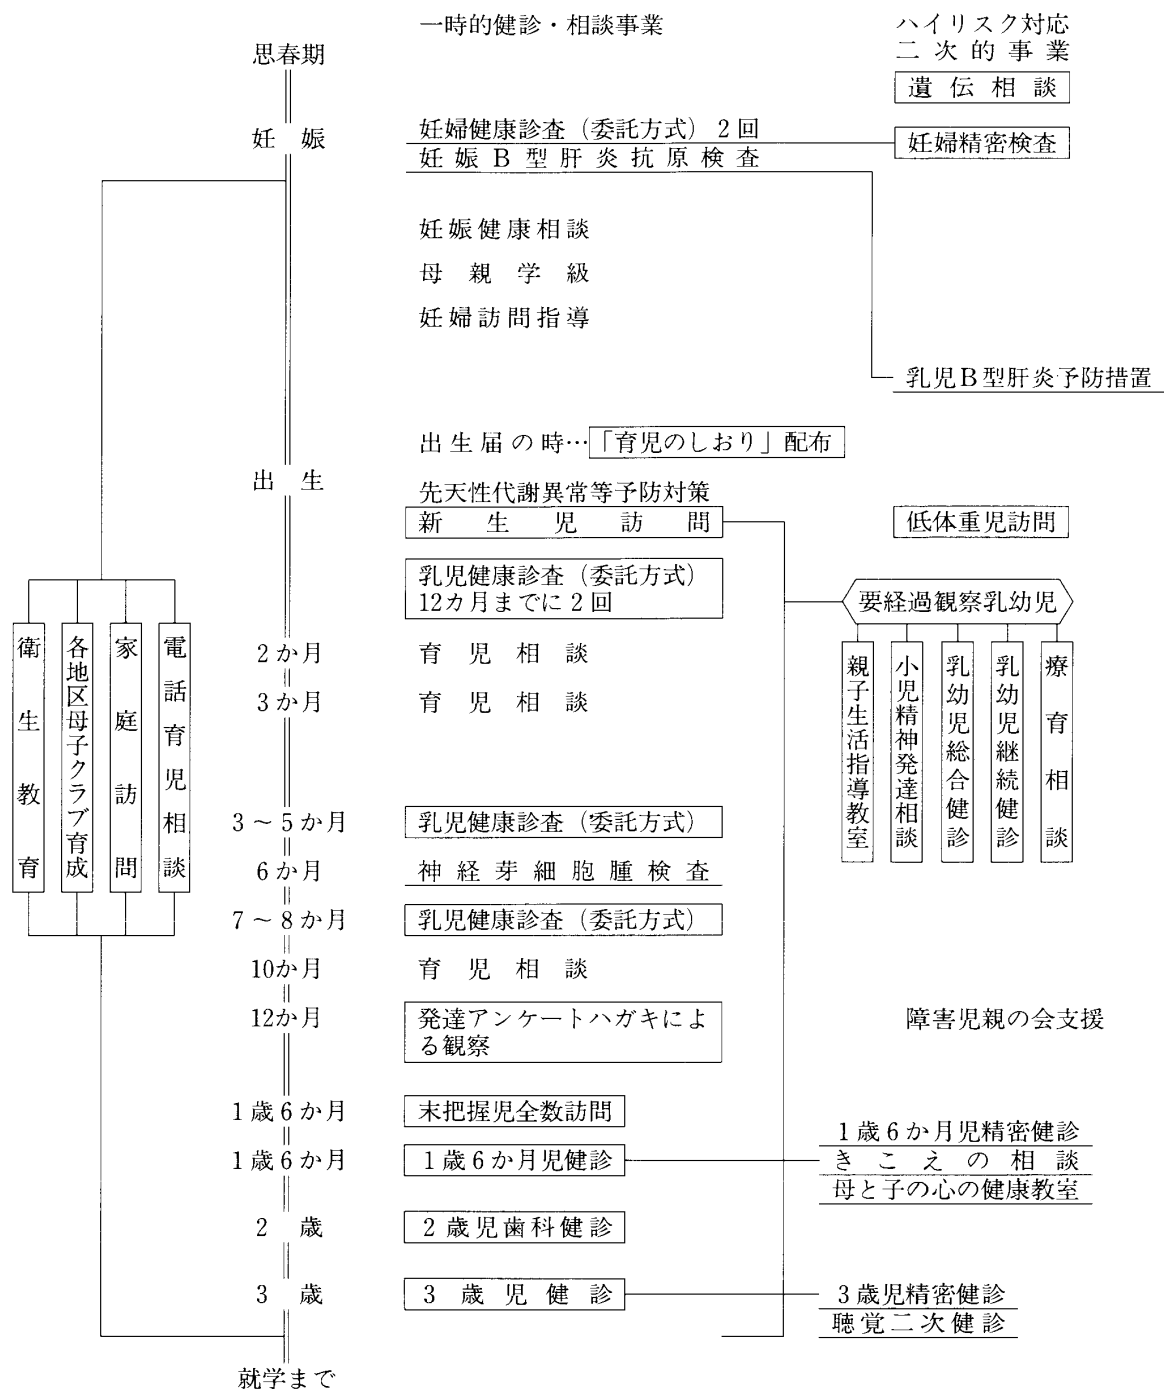 一時的健診・相談事業
ハイリスク対応
二次的事業
思春期
遺伝相談
妊娠
妊婦健康診査（委託方式）2回
妊婦精密検査
妊娠B型肝炎抗原検査
妊娠健康相談
母親学級
妊婦訪問指導
乳児B型肝炎予防措置
出生届の時…「育児のしおり」配布
出生
先天性代謝異常等予防対策
新生児訪問
低体重児訪問
乳児健康診査（委託方式）
12カ月までに2回
要経過観察乳幼児
衛生教育
各地区母子クラブ育成
家庭訪問
電話育児相談
親子生活指導教室
小児精神発達相談
乳幼児総合健診
乳幼児継続健診
療育相談
2か月
育児相談
3か月
育児相談
3～5か月
乳児健康診査（委託方式）
6か月
神経芽細胞腫検査
7～8か月
乳児健康診査（委託方式）
10か月
育児相談
12か月
発達アンケートハガキによ
る観察
障害児親の会支援
1歳6か月
末把握児全数訪問
1歳6か月
1歳6か月児健診
1歳6か月児精密健診
きこえの相談
母と子の心の健康教室
2歳
2歳児歯科健診
3歳
3歳児健診
3歳児精密健診
聴覚二次健診
就学まで